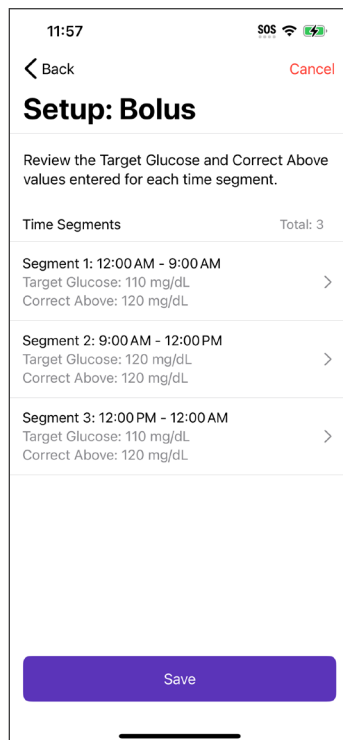 11:57
SOS
Back
Cancel
Setup: Bolus
Review the Target Glucose and Correct Above
values entered for each time segment.
Time Segments
Total: 3
Segment 1: 12:00 AM - 9:00 AM
Target Glucose: 110 mg/dL
Correct Above: 120 mg/dL
Segment 2: 9:00 AM - 12:00 PM
Target Glucose: 120 mg/dL
Correct Above: 120 mg/dL
Segment 3: 12:00 PM - 12:00 AM
Target Glucose: 110 mg/dL
Correct Above: 120 mg/dL
Save